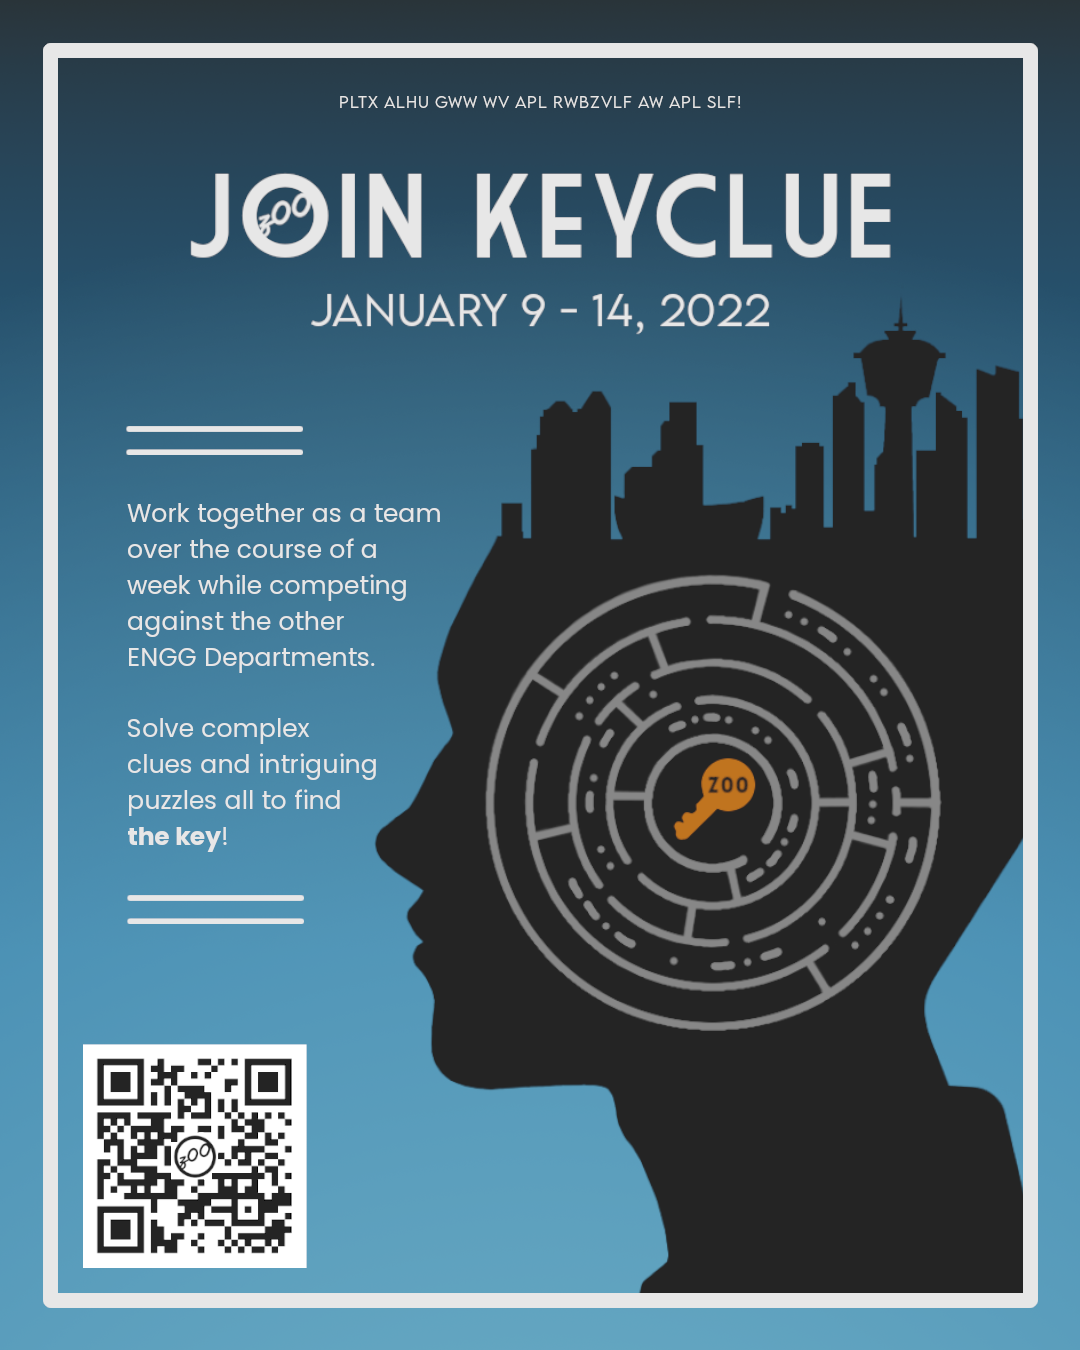 PLTX ALHU GWW WV APL RWBZVLF AW APL SLF!
JOIN KEYCLUE
ZOO
JANUARY 9 - 14, 2022
Work together as a team
over the course of a
week while competing
against the other
ENGG Departments.
Solve complex
clues and intriguing
puzzles all to find
the key!
ZOO
ZOO